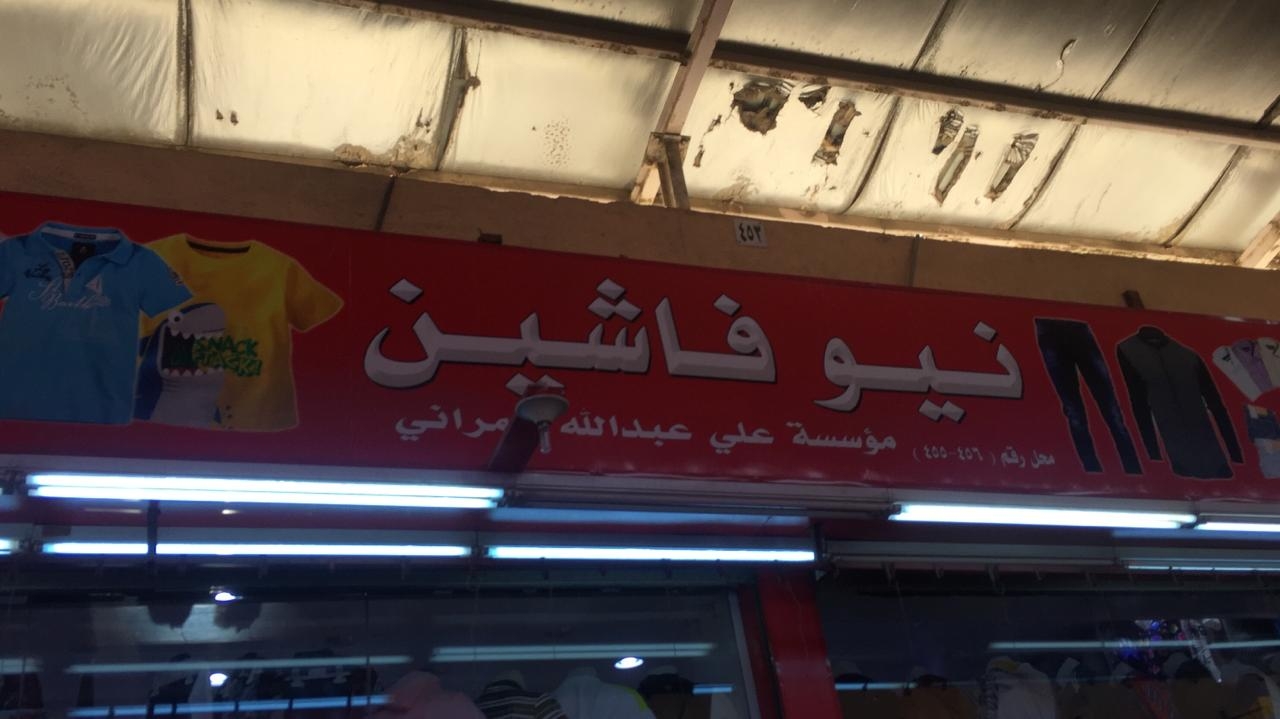 ٤٥٣
نيو فاشين
مؤسسة علي عبدالله
محل رقم ( ٤٥٦-٤٥٥ )
SNACK